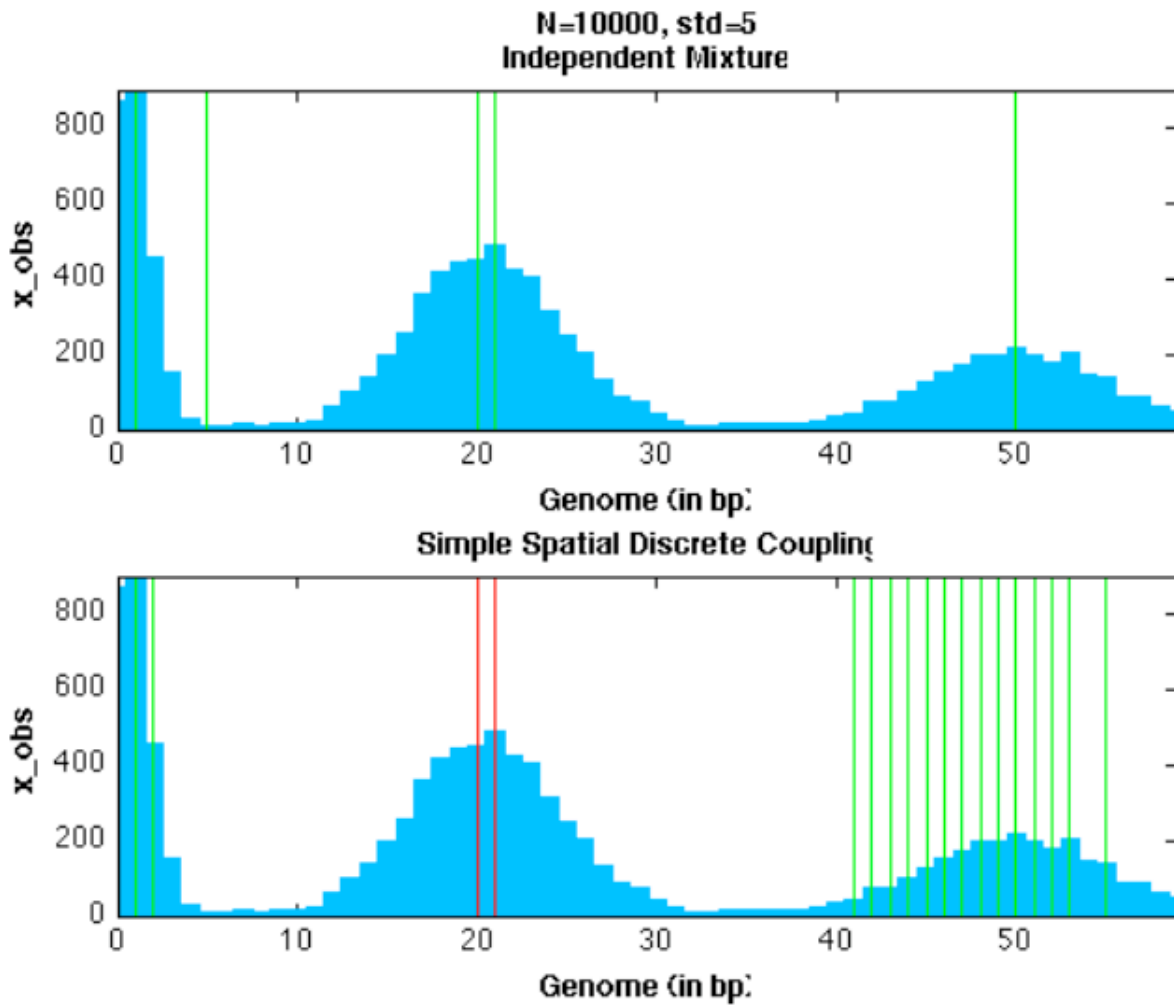 N=10000, std=5
Independent Mixture
x_obs
800
600
400
200
0
0 10 20 30 40 50
Genome (in bp)
Simple Spatial Discrete Coupling
x_obs
800
600
400
200
0
0 10 20 30 40 50
Genome (in bp)